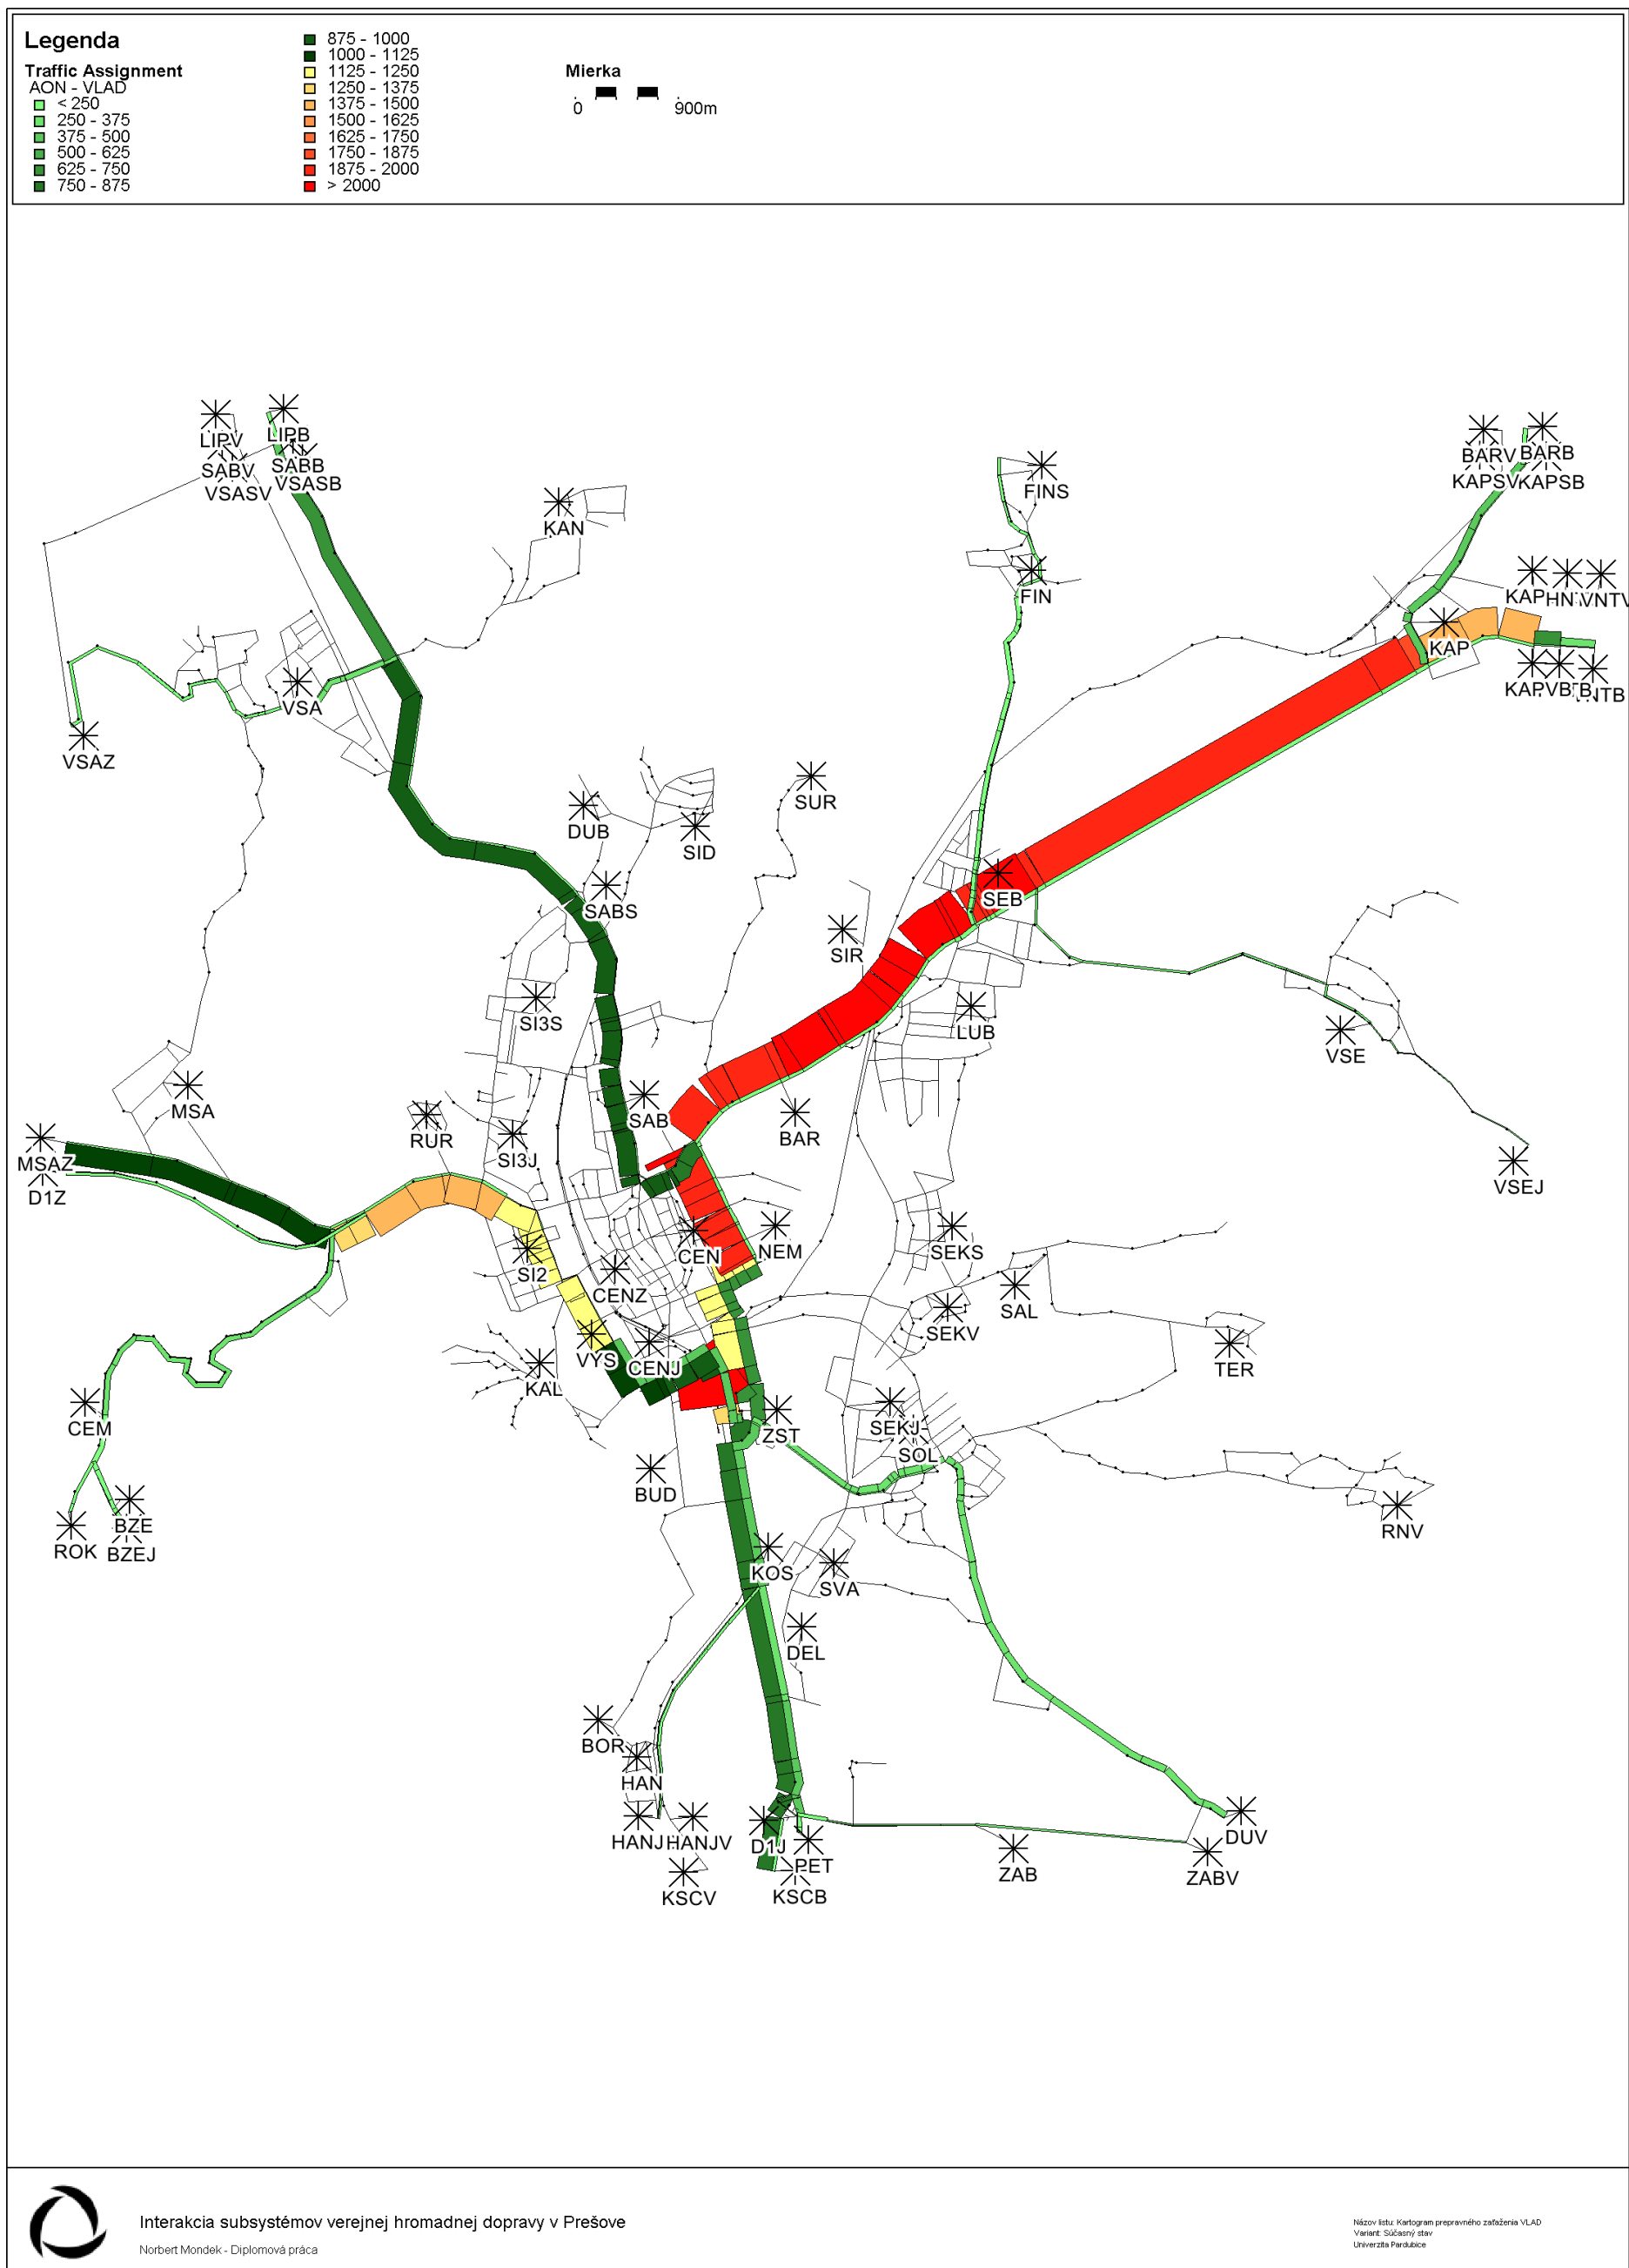 Legenda
Traffic Assignment
AON - VLAD
< 250
250 - 375
375 - 500
500 - 625
625 - 750
750 - 875
875 - 1000
1000 - 1125
1125 - 1250
1250 - 1375
1375 - 1500
1500 - 1625
1625 - 1750
1750 - 1875
1875 - 2000
> 2000
Mierka
0 900m
LIPV
LIPB
SABV
SABB
VSASV
VSASB
KAN
FINS
FIN
BARV
BARB
KAPSV
KAPSB
VNTV
KAP
VSA
VSAZ
DUB
SID
SUR
SABS
SEB
SIR
SI3S
LUB
VSE
MSA
RUR
SI3J
SAB
BAR
MSAZ
D1Z
VSEJ
SI2
CEN
NEM
SEKS
CENZ
SAL
SEKV
VYS
CENJ
KAL
TER
CEM
ZST
SEKJ
SOL
BUD
RNV
ROK
BZE
BZEJ
KOS
SVA
DEL
BOR
HAN
HANJ
HANJV
D1J
PET
KSCV
KSCB
ZAB
DUV
ZABV
Interakcia subsystémov verejnej hromadnej dopravy v Prešove
Norbert Mondek - Diplomová práca
Názov listu: Kartogram prepravného zaťaženia VLAD
Variant: Súčasný stav
Univerzita Pardubice